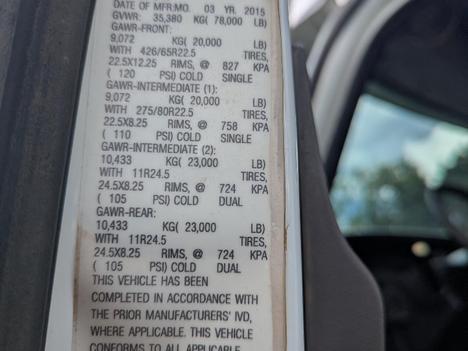 DATE OF MFR:MO. 03 YR. 2015
GVWR: 35,380 KG( 78,000 LB)
GAWR-FRONT:
9,072 KG( 20,000 LB)
WITH 426/65R22.5 TIRES,
22.5X12.25 RIMS, @ 827 KPA
( 120 PSI) COLD SINGLE
GAWR-INTERMEDIATE (1):
9,072 KG( 20,000 LB)
WITH 275/80R22.5 TIRES,
22.5X8.25 RIMS, @ 758 KPA
( 110 PSI) COLD SINGLE
GAWR-INTERMEDIATE (2):
10,433 KG( 23,000 LB)
WITH 11R24.5 TIRES,
24.5X8.25 RIMS, @ 724 KPA
( 105 PSI) COLD DUAL
GAWR-REAR:
10,433 KG( 23,000 LB)
WITH 11R24.5 TIRES,
24.5X8.25 RIMS, @ 724 KPA
( 105 PSI) COLD DUAL
THIS VEHICLE HAS BEEN
COMPLETED IN ACCORDANCE WITH
THE PRIOR MANUFACTURERS' IVD,
WHERE APPLICABLE. THIS VEHICLE
CONFORMS TO ALL APPLICABLE